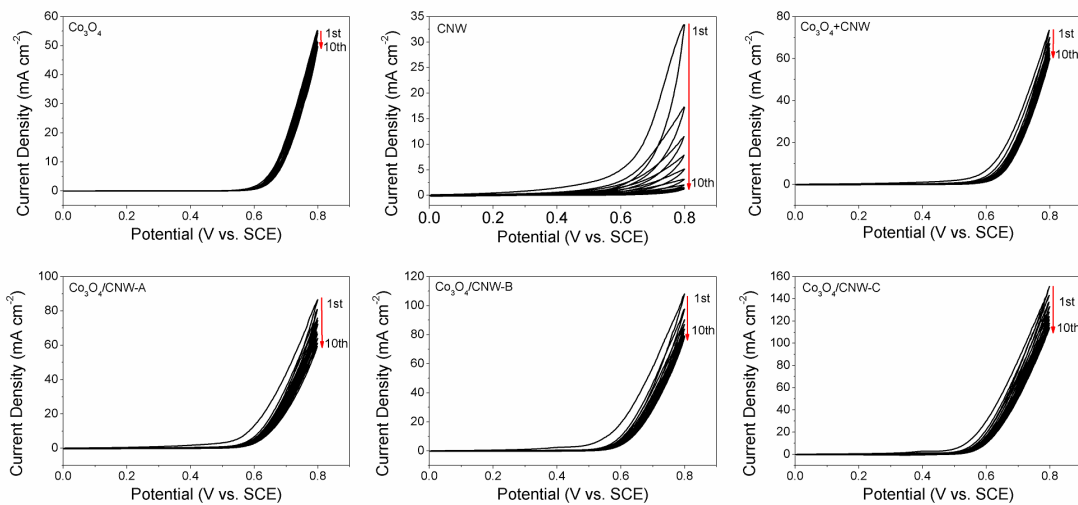 Co₃O₄
1st
10th
60
50
40
30
20
10
0
Current Density (mA cm⁻²)
0.0 0.2 0.4 0.6 0.8
Potential (V vs. SCE)
CNW
1st
10th
35
30
25
20
15
10
5
0
Current Density (mA cm⁻²)
0.0 0.2 0.4 0.6 0.8
Potential (V vs. SCE)
Co₃O₄+CNW
1st
10th
80
60
40
20
0
Current Density (mA cm⁻²)
0.0 0.2 0.4 0.6 0.8
Potential (V vs. SCE)
Co₃O₄/CNW-A
1st
10th
100
80
60
40
20
0
Current Density (mA cm⁻²)
0.0 0.2 0.4 0.6 0.8
Potential (V vs. SCE)
Co₃O₄/CNW-B
1st
10th
120
100
80
60
40
20
0
Current Density (mA cm⁻²)
0.0 0.2 0.4 0.6 0.8
Potential (V vs. SCE)
Co₃O₄/CNW-C
1st
10th
160
140
120
100
80
60
40
20
0
Current Density (mA cm⁻²)
0.0 0.2 0.4 0.6 0.8
Potential (V vs. SCE)